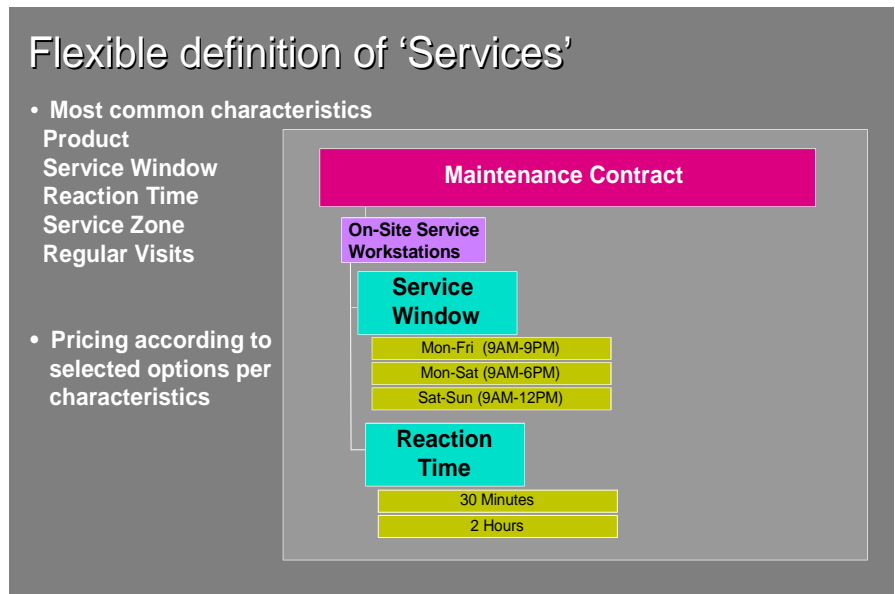 Flexible definition of ‘Services’
• Most common characteristics
Product
Service Window
Reaction Time
Service Zone
Regular Visits
• Pricing according to
selected options per
characteristics
Maintenance Contract
On-Site Service
Workstations
Service
Window
Mon-Fri (9AM-9PM)
Mon-Sat (9AM-6PM)
Sat-Sun (9AM-12PM)
Reaction
Time
30 Minutes
2 Hours